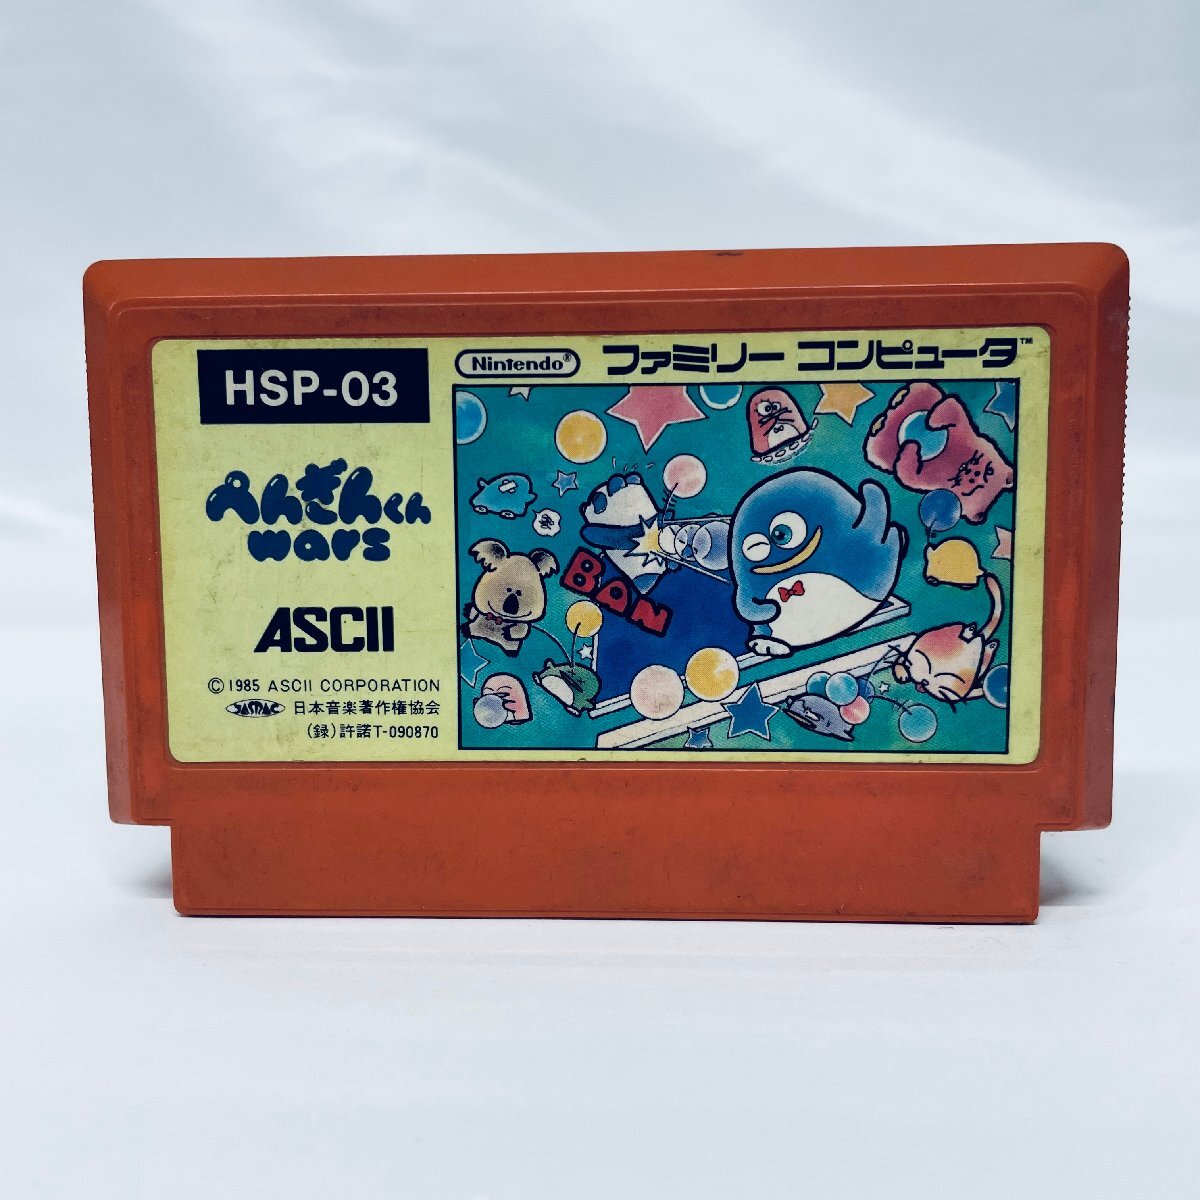 HSP-03
Nintendo®
ファミリー コンピュータ™
ぺんぎんくん
wars
BAN
ASCII
© 1985 ASCII CORPORATION
JASRAC 日本音楽著作権協会
(録)許諾T-090870